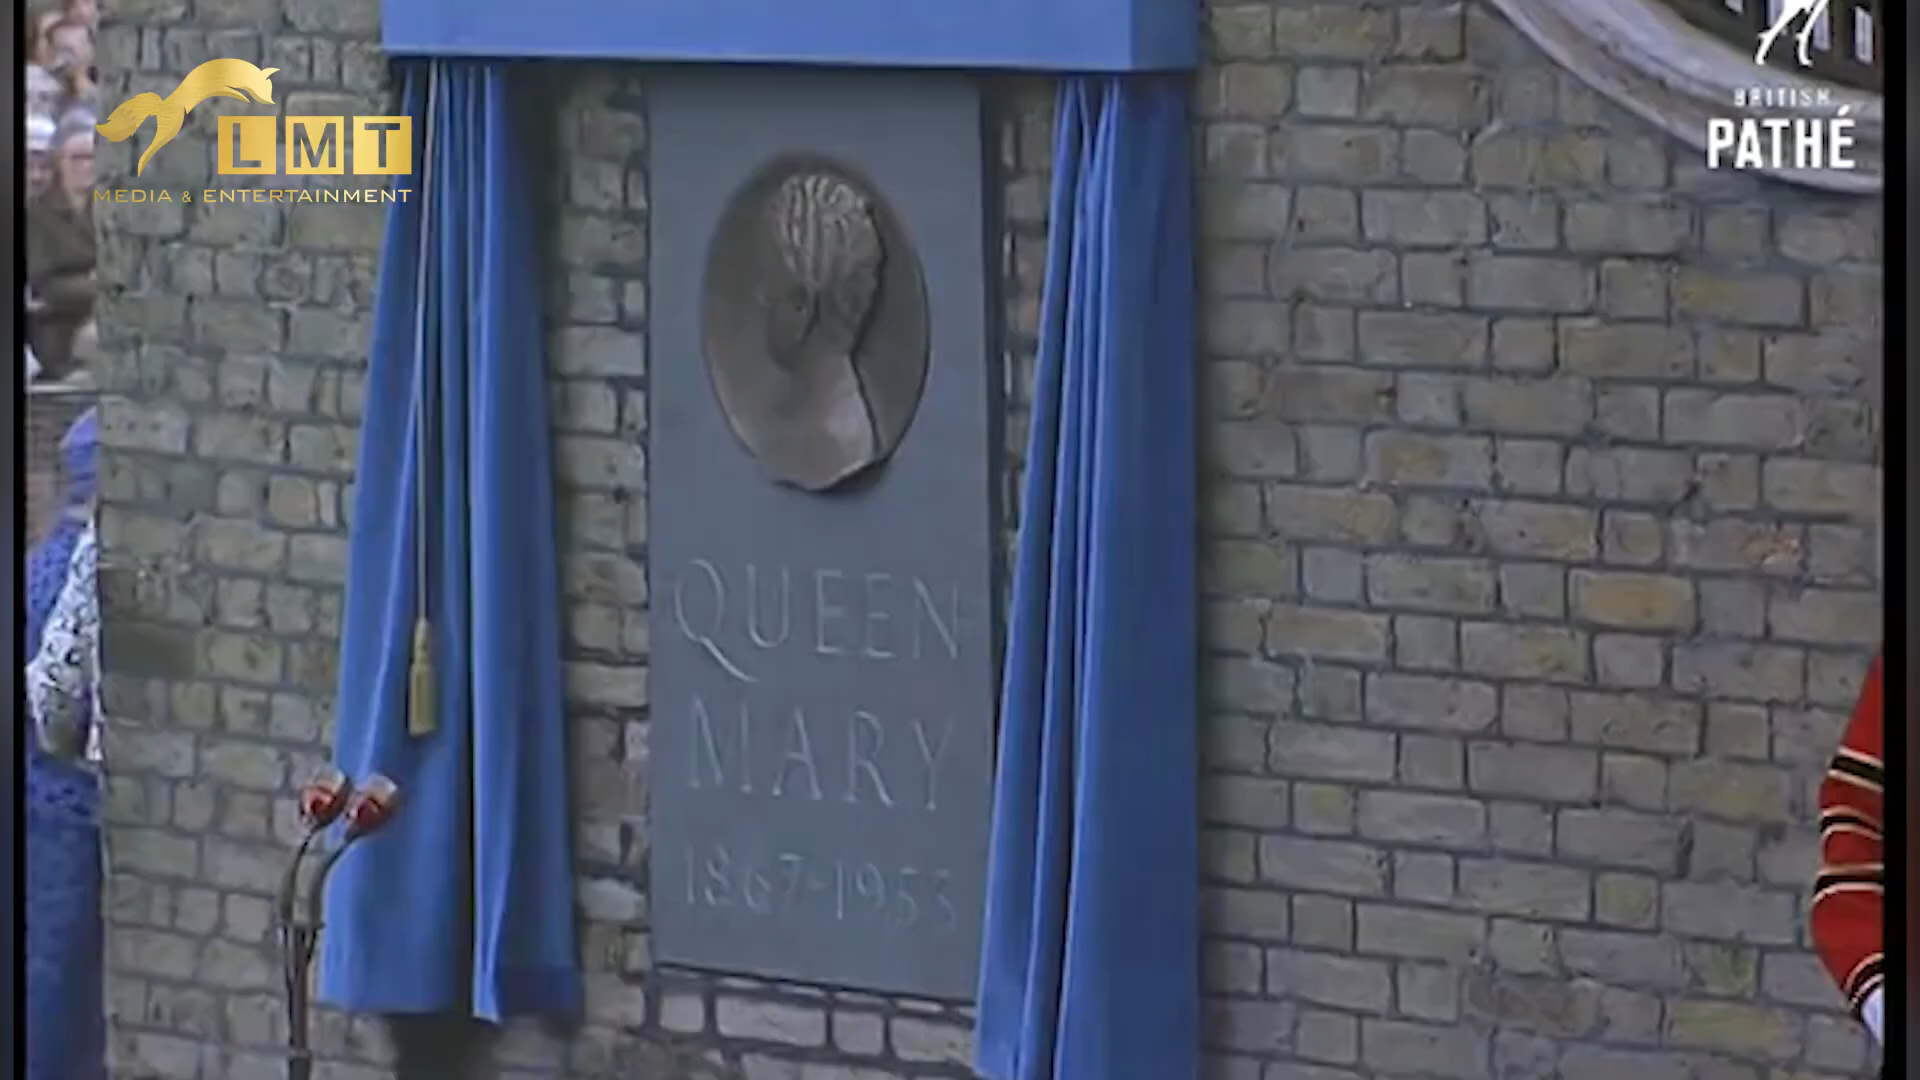 LMT
MEDIA & ENTERTAINMENT
BRITISH
PATHÉ
QUEEN
MARY
1867-1953